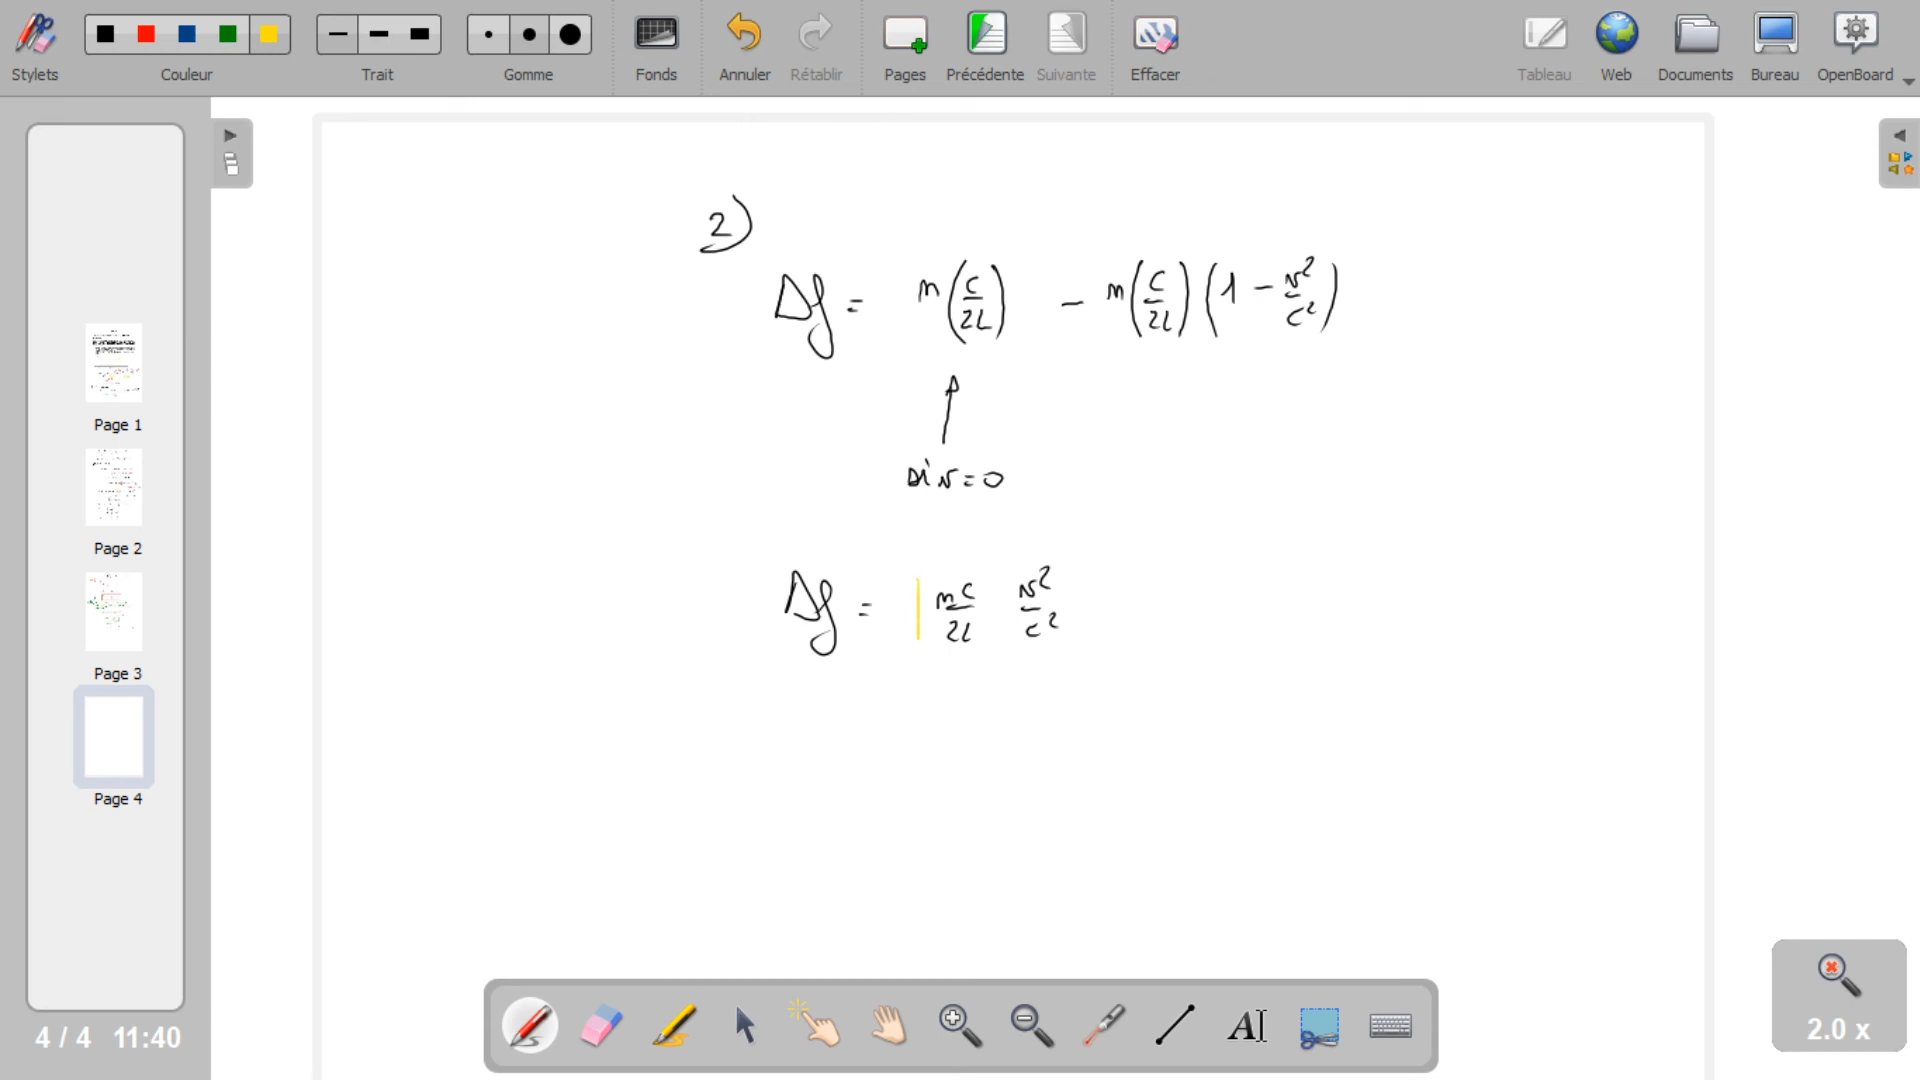 Stylets
Couleur
Trait
Gomme
Fonds
Annuler
Rétablir
Pages
Précédente
Suivante
Effacer
Tableau
Web
Documents
Bureau
OpenBoard
Page 1
Page 2
Page 3
Page 4
4 / 4 11:40
2)
Δf = n(c/2L) - n(c/2L)(1 - v²/c²)
si v = 0
Δf = nc/2L v²/c²
A
2.0 x